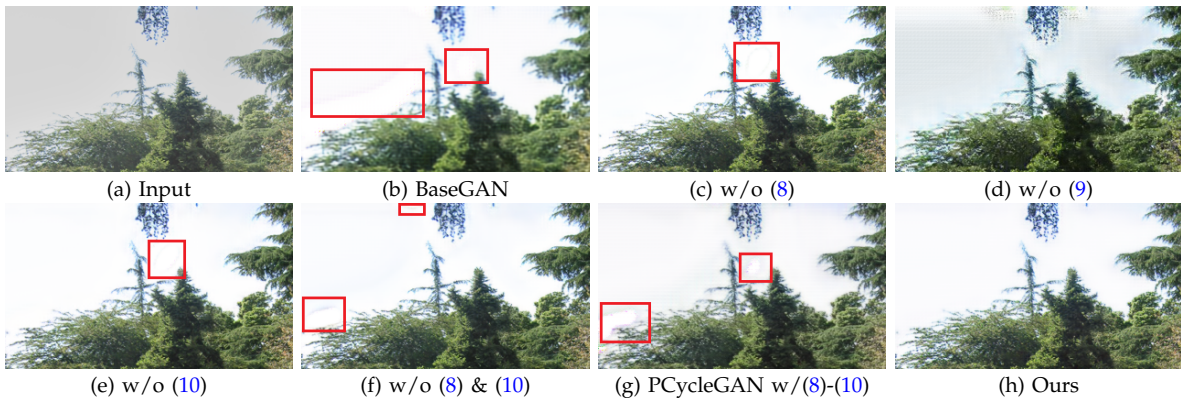 (a) Input
(b) BaseGAN
(c) w/o (8)
(d) w/o (9)
(e) w/o (10)
(f) w/o (8) & (10)
(g) PCycleGAN w/(8)-(10)
(h) Ours